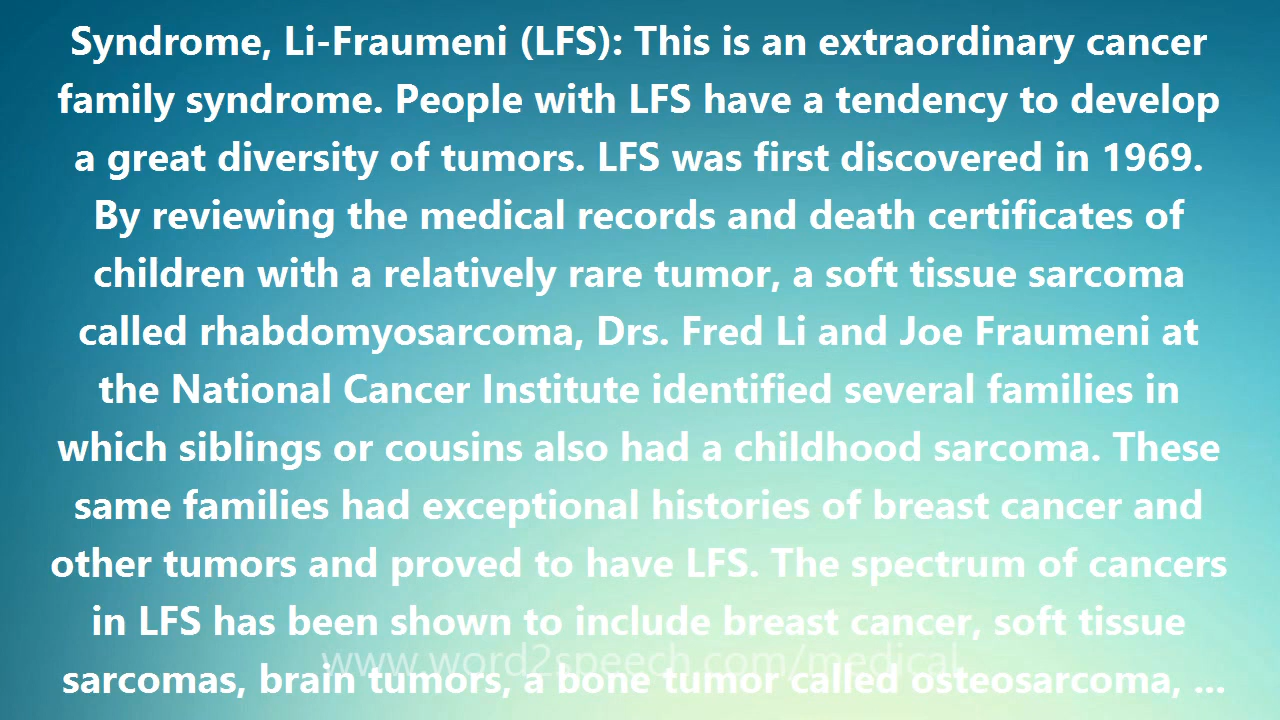 Syndrome, Li-Fraumeni (LFS): This is an extraordinary cancer
family syndrome. People with LFS have a tendency to develop
a great diversity of tumors. LFS was first discovered in 1969.
By reviewing the medical records and death certificates of
children with a relatively rare tumor, a soft tissue sarcoma
called rhabdomyosarcoma, Drs. Fred Li and Joe Fraumeni at
the National Cancer Institute identified several families in
which siblings or cousins also had a childhood sarcoma. These
same families had exceptional histories of breast cancer and
other tumors and proved to have LFS. The spectrum of cancers
in LFS has been shown to include breast cancer, soft tissue
www.word2speech.com/medical
sarcomas, brain tumors, a bone tumor called osteosarcoma, ...